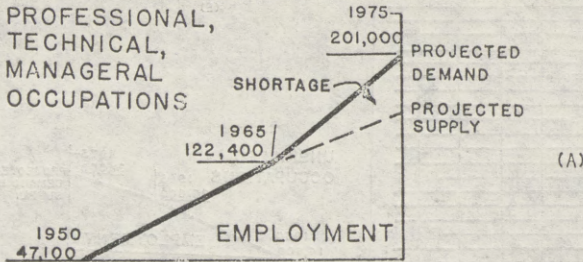 PROFESSIONAL,
TECHNICAL,
MANAGERAL
OCCUPATIONS
1975
201,000
PROJECTED
DEMAND
SHORTAGE
PROJECTED
SUPPLY
1965
122,400
(A)
1950
47,100
EMPLOYMENT